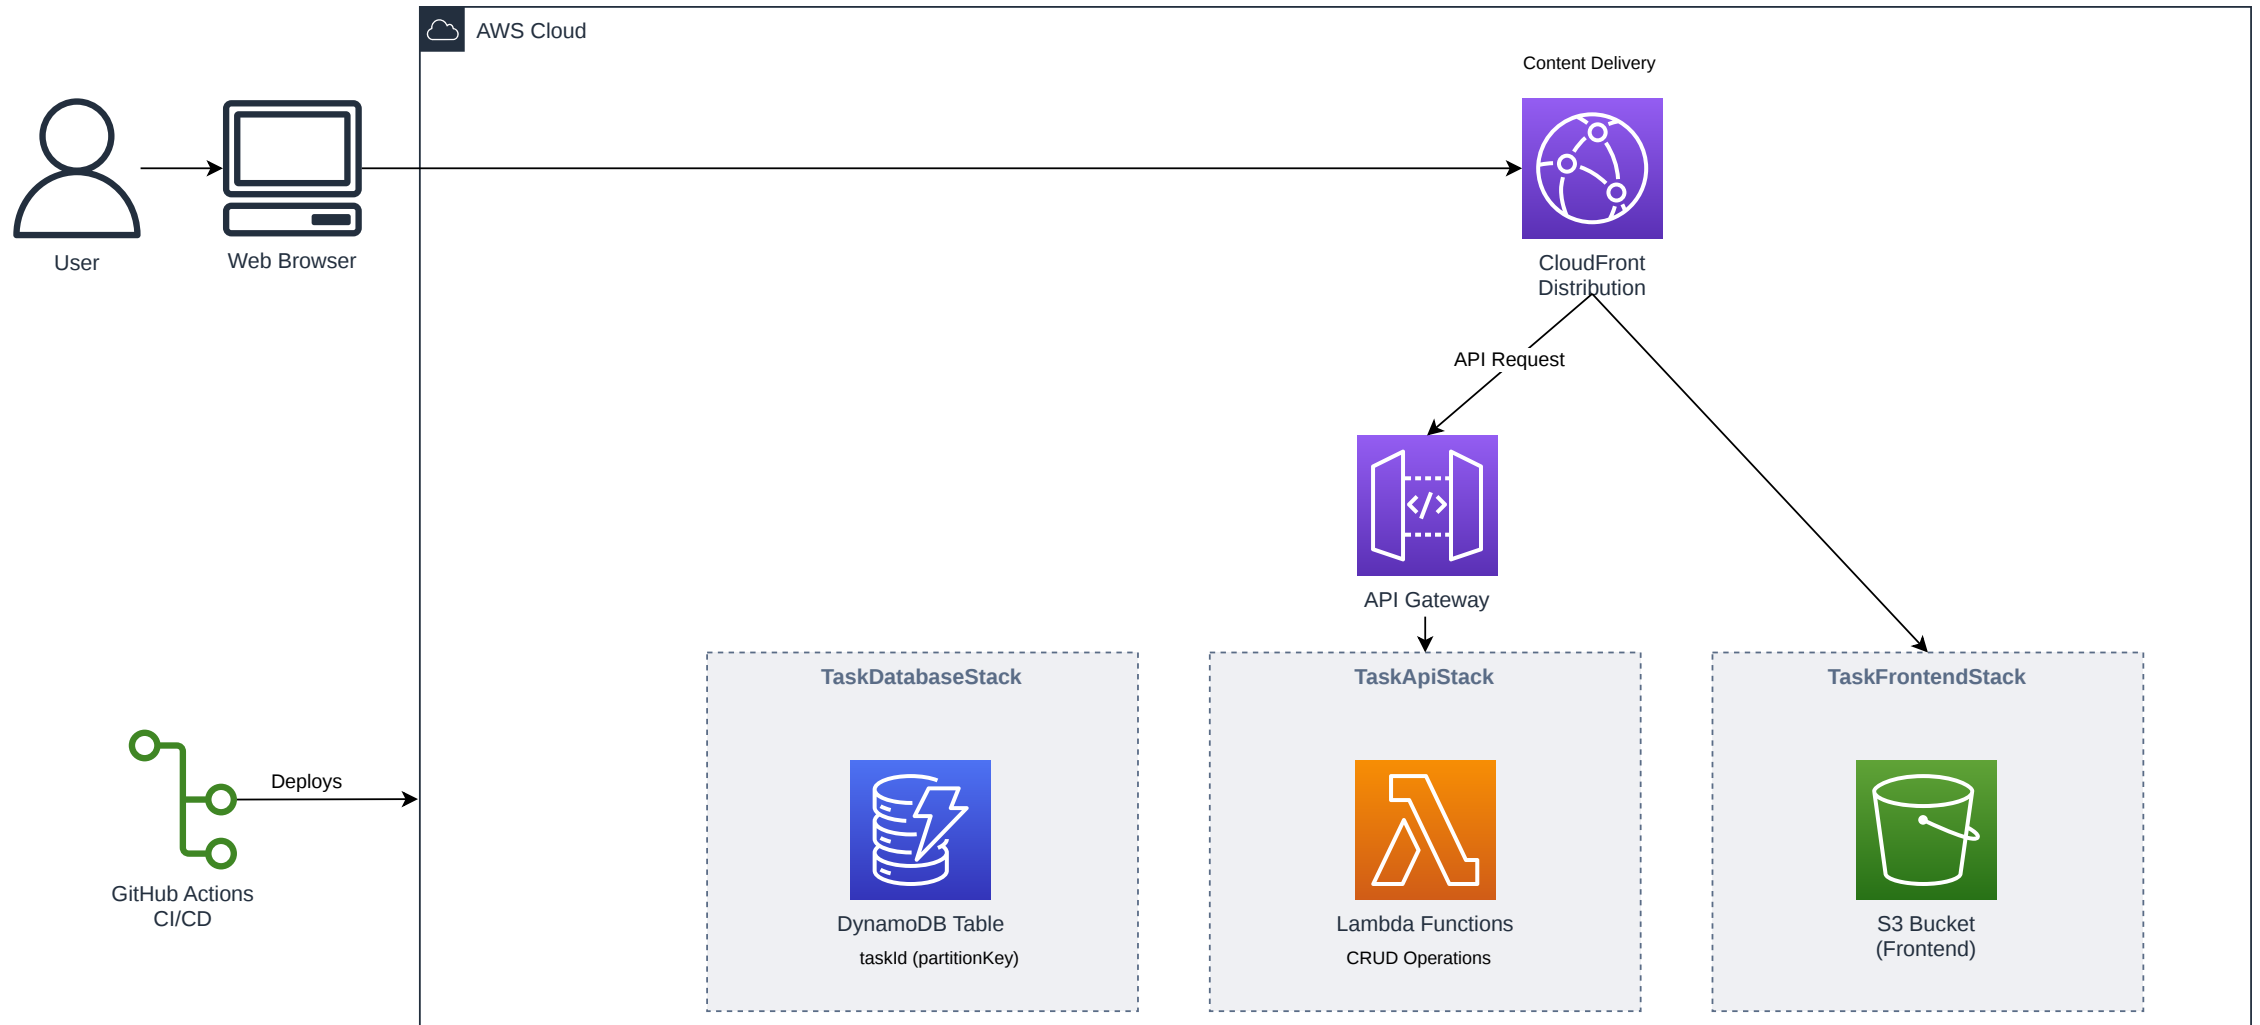 AWS Cloud
Content Delivery
User
Web Browser
CloudFront
Distribution
API Request
API Gateway
TaskDatabaseStack
TaskApiStack
TaskFrontendStack
Deploys
GitHub Actions
CI/CD
DynamoDB Table
taskId (partitionKey)
Lambda Functions
CRUD Operations
S3 Bucket
(Frontend)